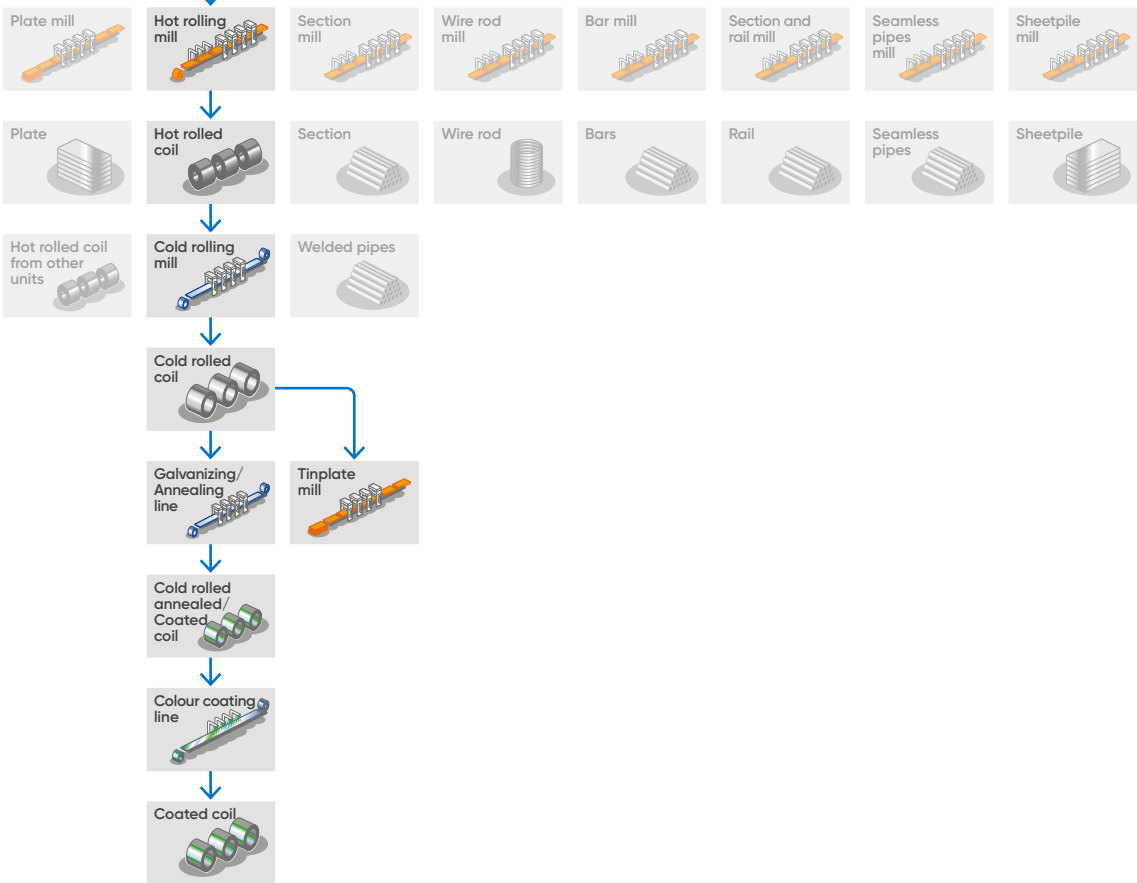 Plate mill
Hot rolling
mill
Section
mill
Wire rod
mill
Bar mill
Section and
rail mill
Seamless
pipes
mill
Sheetpile
mill
Plate
Hot rolled
coil
Section
Wire rod
Bars
Rail
Seamless
pipes
Sheetpile
Hot rolled coil
from other
units
Cold rolling
mill
Welded pipes
Cold rolled
coil
Galvanizing/
Annealing
line
Tinplate
mill
Cold rolled
annealed/
Coated
coil
Colour coating
line
Coated coil